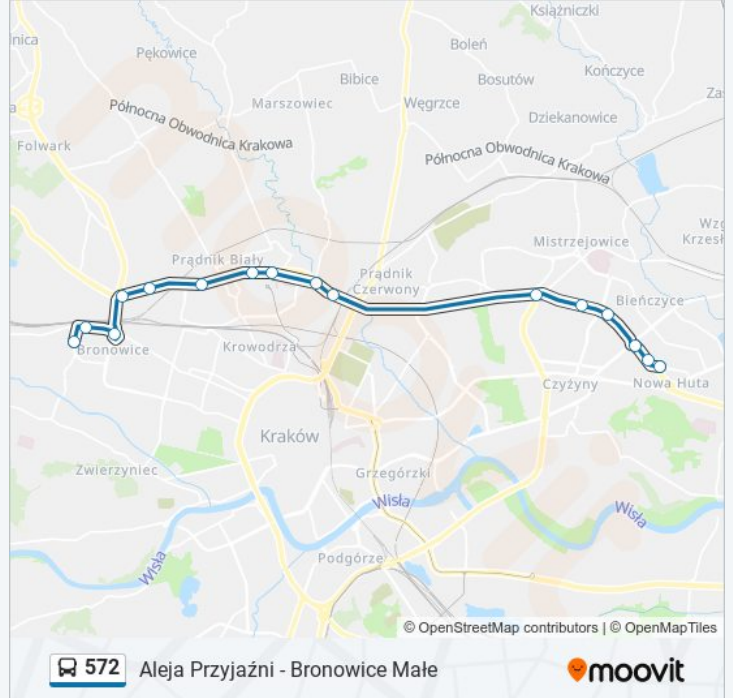 Książniczki
nica
Pękowice
Boleń
Kończyce
Bibice
Bosutów
Zas
Marszowiec
Węgrzce
Dziekanowice
Północna Obwodnica Krakowa
Folwark
Północna Obwodnica Krakowa
Wzg
Krzesł
Mistrzejowice
Prądnik Biały
Prądnik
Czerwony
Bieńczyce
Bronowice
Krowodrza
Czyżyny
Nowa Huta
Kraków
Zwierzyniec
Grzegórzki
Wisła
Wisła
Podgórze
Wisła
© OpenStreetMap contributors | © OpenMapTiles
572 Aleja Przyjaźni - Bronowice Małe
moovit